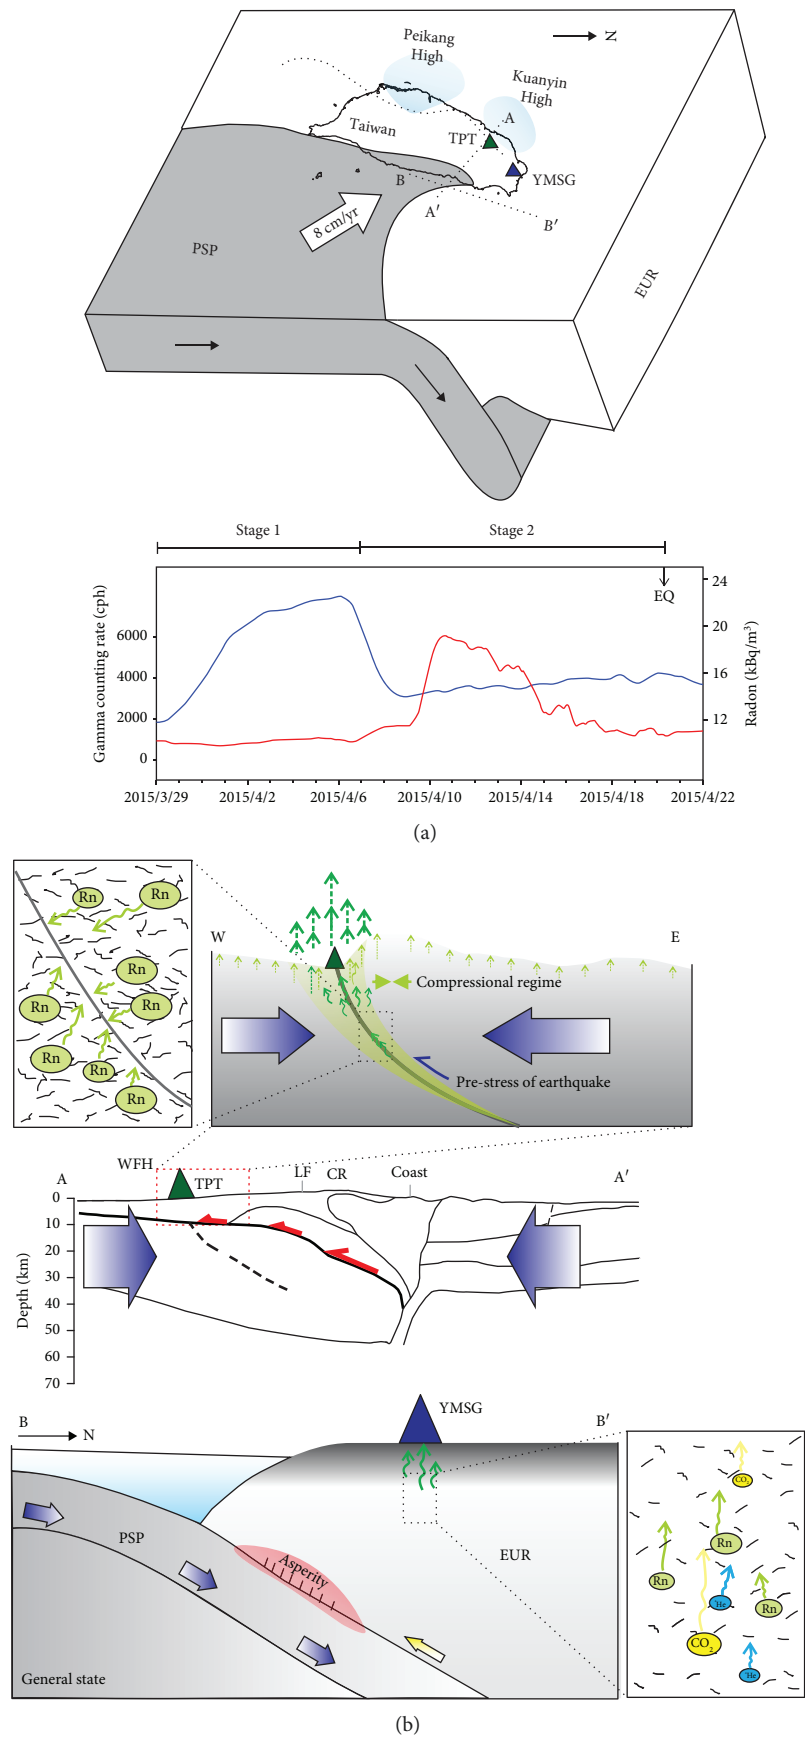 Peikang
High
N
Kuanyin
High
A
Taiwan
TPT
YMSG
B
A′
B′
8 cm/yr
PSP
EUR
Stage 1
Stage 2
Gamma counting rate (cph)
6000
4000
2000
0
EQ
24
20
16
12
Radon (kBq/m³)
2015/3/29
2015/4/2
2015/4/6
2015/4/10
2015/4/14
2015/4/18
2015/4/22
(a)
Rn
Rn
Rn
Rn
Rn
Rn
Rn
Rn
W
E
Compressional regime
Pre-stress of earthquake
A
WFH
TPT
LF
CR
Coast
A′
Depth (km)
0
10
20
30
40
50
60
70
B
N
YMSG
B′
PSP
Asperity
EUR
General state
CO₂
Rn
Rn
He
Rn
CO₂
He
(b)